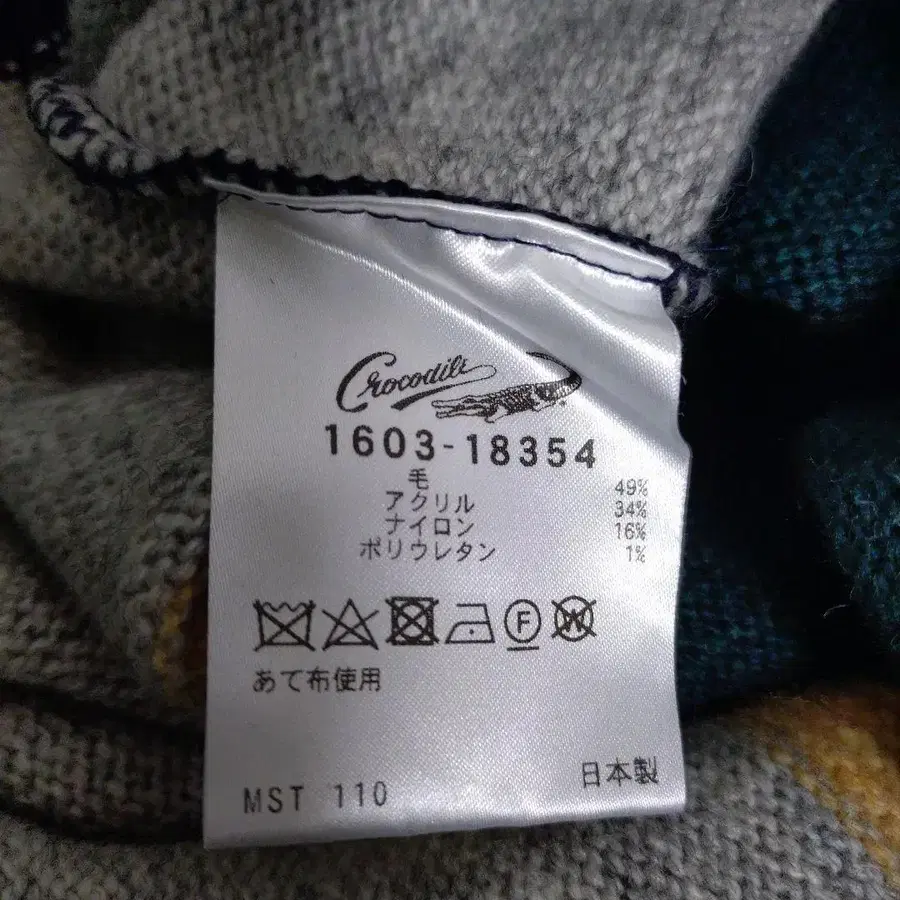 Crocodile
1603-18354
毛 49%
アクリル 34%
ナイロン 16%
ポリウレタン 1%
F W
あて布使用
日本製
MST 110